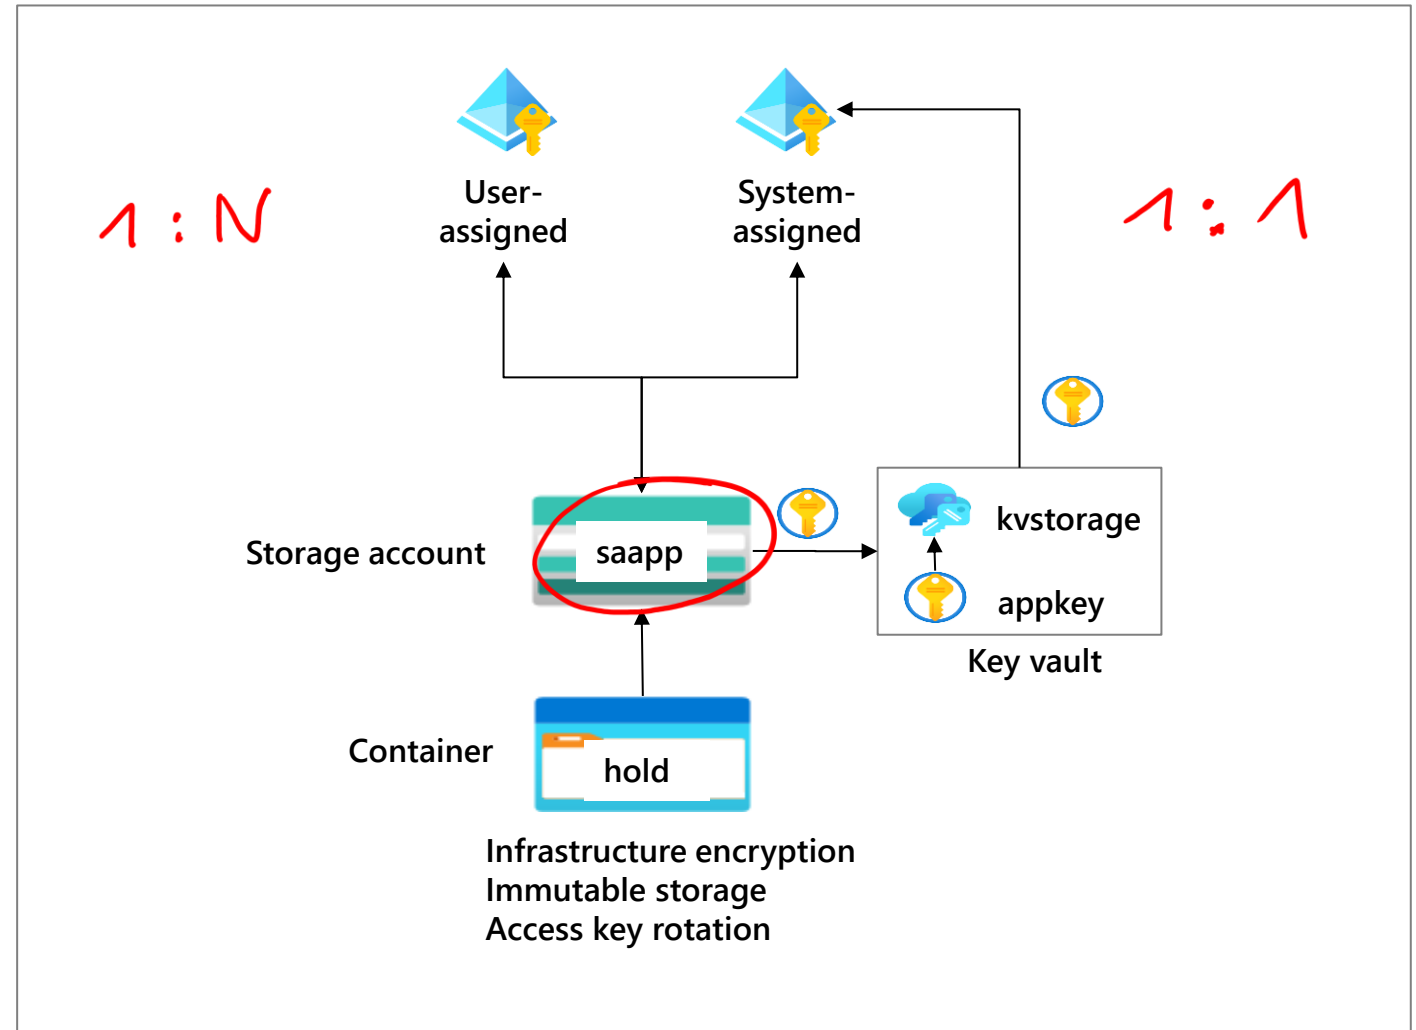 User-
assigned
System-
assigned
1 : N
1 : 1
Storage account
saapp
kvstorage
appkey
Key vault
Container
hold
Infrastructure encryption
Immutable storage
Access key rotation